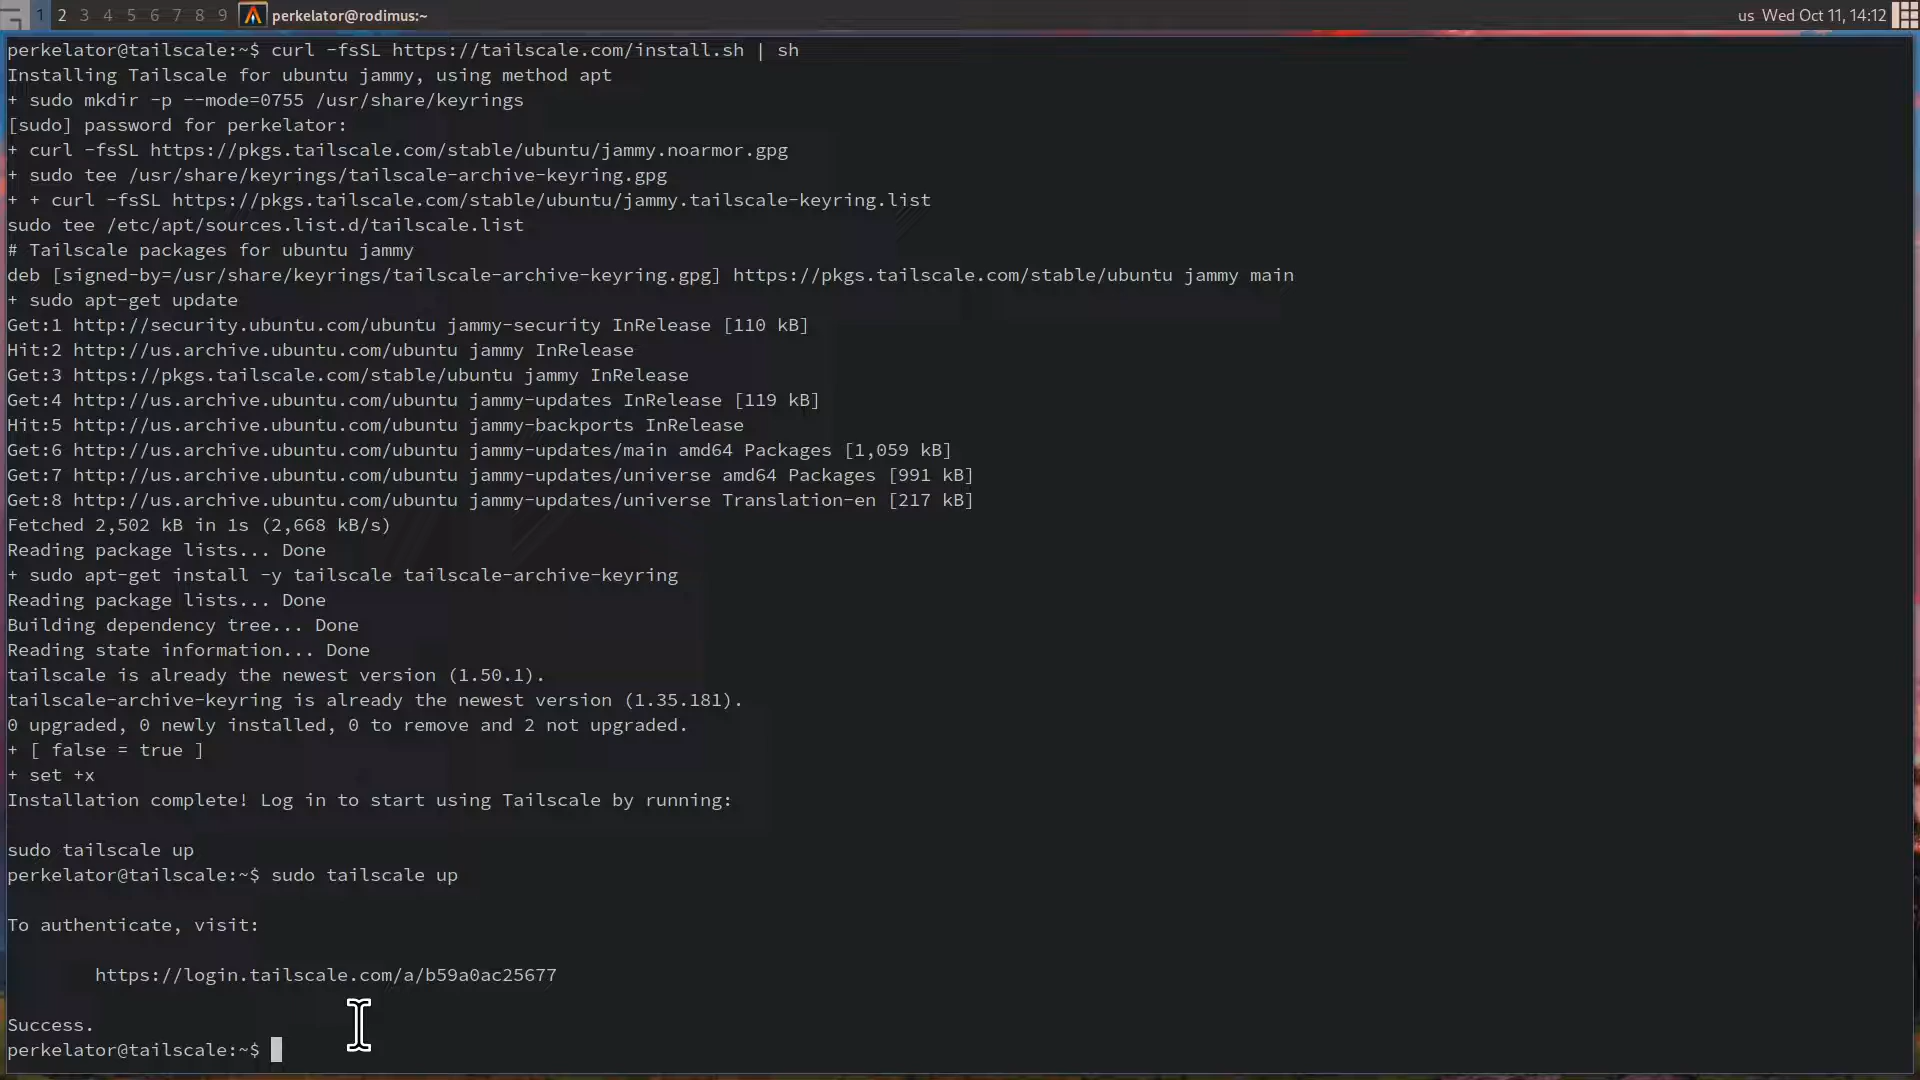 1 2 3 4 5 6 7 8 9 perkelator@rodimus:~ us Wed Oct 11, 14:12
perkelator@tailscale:~$ curl -fsSL https://tailscale.com/install.sh | sh
Installing Tailscale for ubuntu jammy, using method apt
+ sudo mkdir -p --mode=0755 /usr/share/keyrings
[sudo] password for perkelator:
+ curl -fsSL https://pkgs.tailscale.com/stable/ubuntu/jammy.noarmor.gpg
+ sudo tee /usr/share/keyrings/tailscale-archive-keyring.gpg
+ + curl -fsSL https://pkgs.tailscale.com/stable/ubuntu/jammy.tailscale-keyring.list
sudo tee /etc/apt/sources.list.d/tailscale.list
# Tailscale packages for ubuntu jammy
deb [signed-by=/usr/share/keyrings/tailscale-archive-keyring.gpg] https://pkgs.tailscale.com/stable/ubuntu jammy main
+ sudo apt-get update
Get:1 http://security.ubuntu.com/ubuntu jammy-security InRelease [110 kB]
Hit:2 http://us.archive.ubuntu.com/ubuntu jammy InRelease
Get:3 https://pkgs.tailscale.com/stable/ubuntu jammy InRelease
Get:4 http://us.archive.ubuntu.com/ubuntu jammy-updates InRelease [119 kB]
Hit:5 http://us.archive.ubuntu.com/ubuntu jammy-backports InRelease
Get:6 http://us.archive.ubuntu.com/ubuntu jammy-updates/main amd64 Packages [1,059 kB]
Get:7 http://us.archive.ubuntu.com/ubuntu jammy-updates/universe amd64 Packages [991 kB]
Get:8 http://us.archive.ubuntu.com/ubuntu jammy-updates/universe Translation-en [217 kB]
Fetched 2,502 kB in 1s (2,668 kB/s)
Reading package lists... Done
+ sudo apt-get install -y tailscale tailscale-archive-keyring
Reading package lists... Done
Building dependency tree... Done
Reading state information... Done
tailscale is already the newest version (1.50.1).
tailscale-archive-keyring is already the newest version (1.35.181).
0 upgraded, 0 newly installed, 0 to remove and 2 not upgraded.
+ [ false = true ]
+ set +x
Installation complete! Log in to start using Tailscale by running:
sudo tailscale up
perkelator@tailscale:~$ sudo tailscale up
To authenticate, visit:
https://login.tailscale.com/a/b59a0ac25677
Success.
perkelator@tailscale:~$